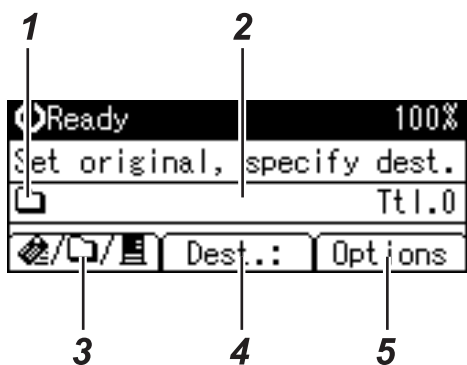 1 2
Ready 100%
Set original, specify dest.
Ttl.0
/ / Dest.: Options
3 4 5